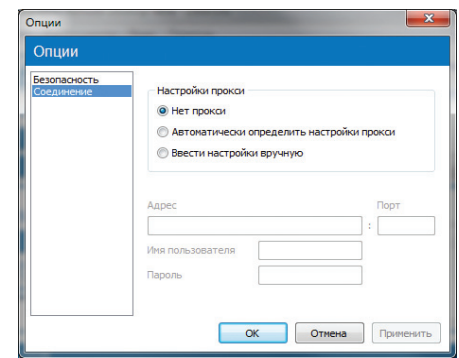 Опции
Опции
Безопасность
Соединение
Настройки прокси
Нет прокси
Автоматически определить настройки прокси
Ввести настройки вручную
Адрес Порт
:
Имя пользователя
Пароль
OK Отмена Применить